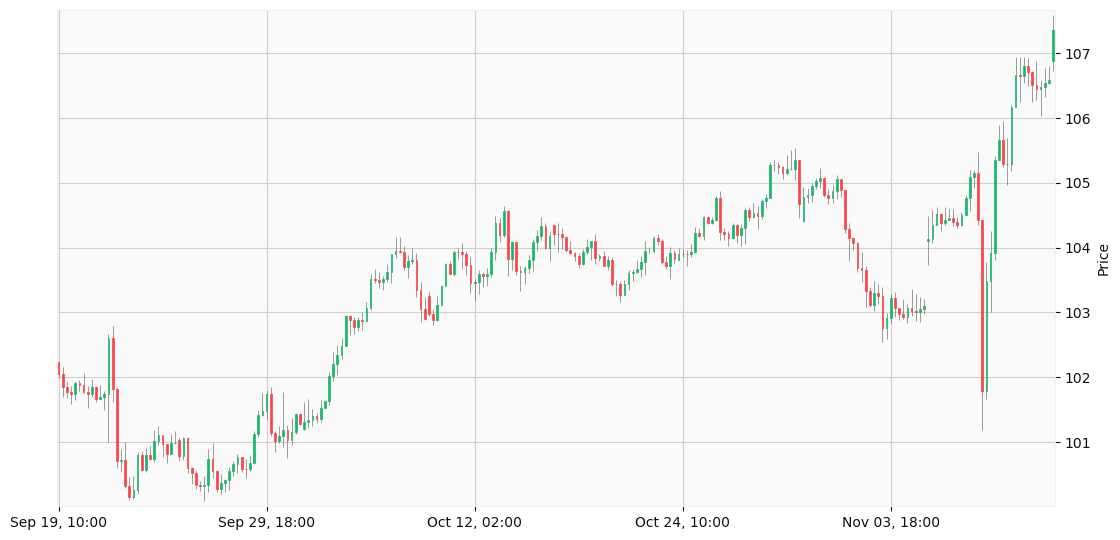 107
106
105
104
103
102
101
Price
Sep 19, 10:00
Sep 29, 18:00
Oct 12, 02:00
Oct 24, 10:00
Nov 03, 18:00